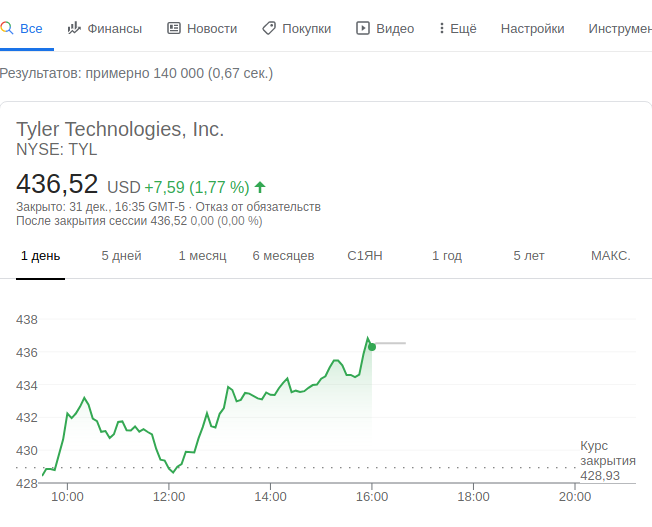 Все Финансы Новости Покупки Видео Ещё Настройки Инструмен
Результатов: примерно 140 000 (0,67 сек.)
Tyler Technologies, Inc.
NYSE: TYL
436,52 USD +7,59 (1,77 %)
Закрыто: 31 дек., 16:35 GMT-5 · Отказ от обязательств
После закрытия сессии 436,52 0,00 (0,00 %)
1 день 5 дней 1 месяц 6 месяцев С1ЯН 1 год 5 лет МАКС.
438
436
434
432
430
428
Курс
закрытия
428,93
10:00 12:00 14:00 16:00 18:00 20:00